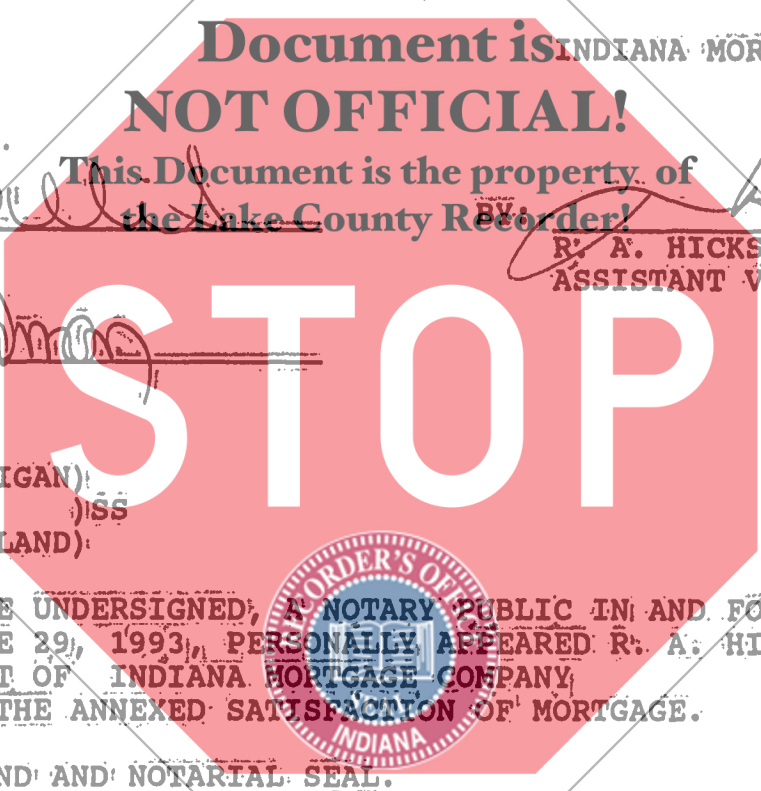 Document is INDIANA MOR
NOT OFFICIAL!
This Document is the property of
the Lake County Recorder!
BY:
R. A. HICKS
ASSISTANT V
STOP
IGAN)
)SS
LAND)
RECORDER'S OFFICE
E UNDERSIGNED, A NOTARY PUBLIC IN AND FO
E 29, 1993, PERSONALLY APPEARED R. A. HI
T OF INDIANA MORTGAGE COMPANY
THE ANNEXED SATISFACTION OF MORTGAGE.
INDIANA
ND AND NOTARIAL SEAL.